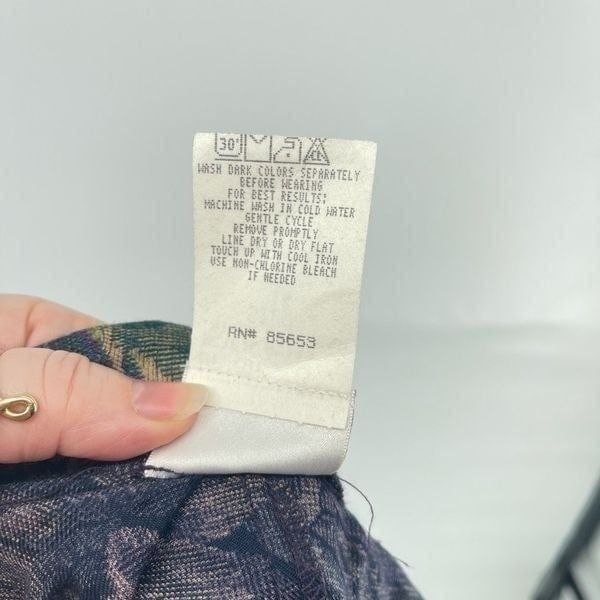 30°
CL
WASH DARK COLORS SEPARATELY
BEFORE WEARING
FOR BEST RESULTS:
MACHINE WASH IN COLD WATER
GENTLE CYCLE
REMOVE PROMPTLY
LINE DRY OR DRY FLAT
TOUCH UP WITH COOL IRON
USE NON-CHLORINE BLEACH
IF NEEDED
RN# 85653